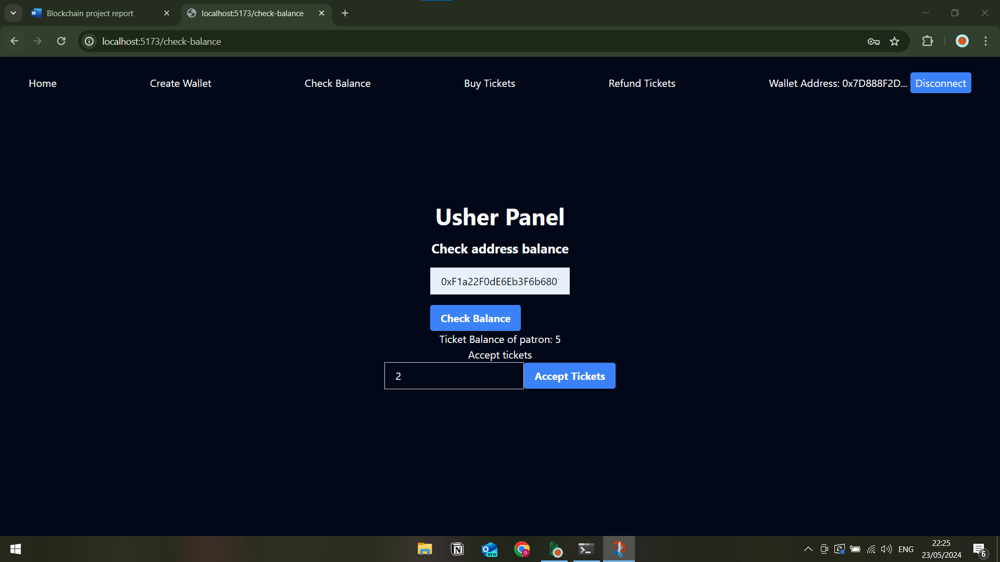 Blockchain project report
localhost:5173/check-balance
localhost:5173/check-balance
Home Create Wallet Check Balance Buy Tickets Refund Tickets Wallet Address: 0x7D888F2D... Disconnect
Usher Panel
Check address balance
0xF1a22F0dE6Eb3F6b680
Check Balance
Ticket Balance of patron: 5
Accept tickets
2 Accept Tickets
NEW
D
ENG
22:25
23/05/2024
6